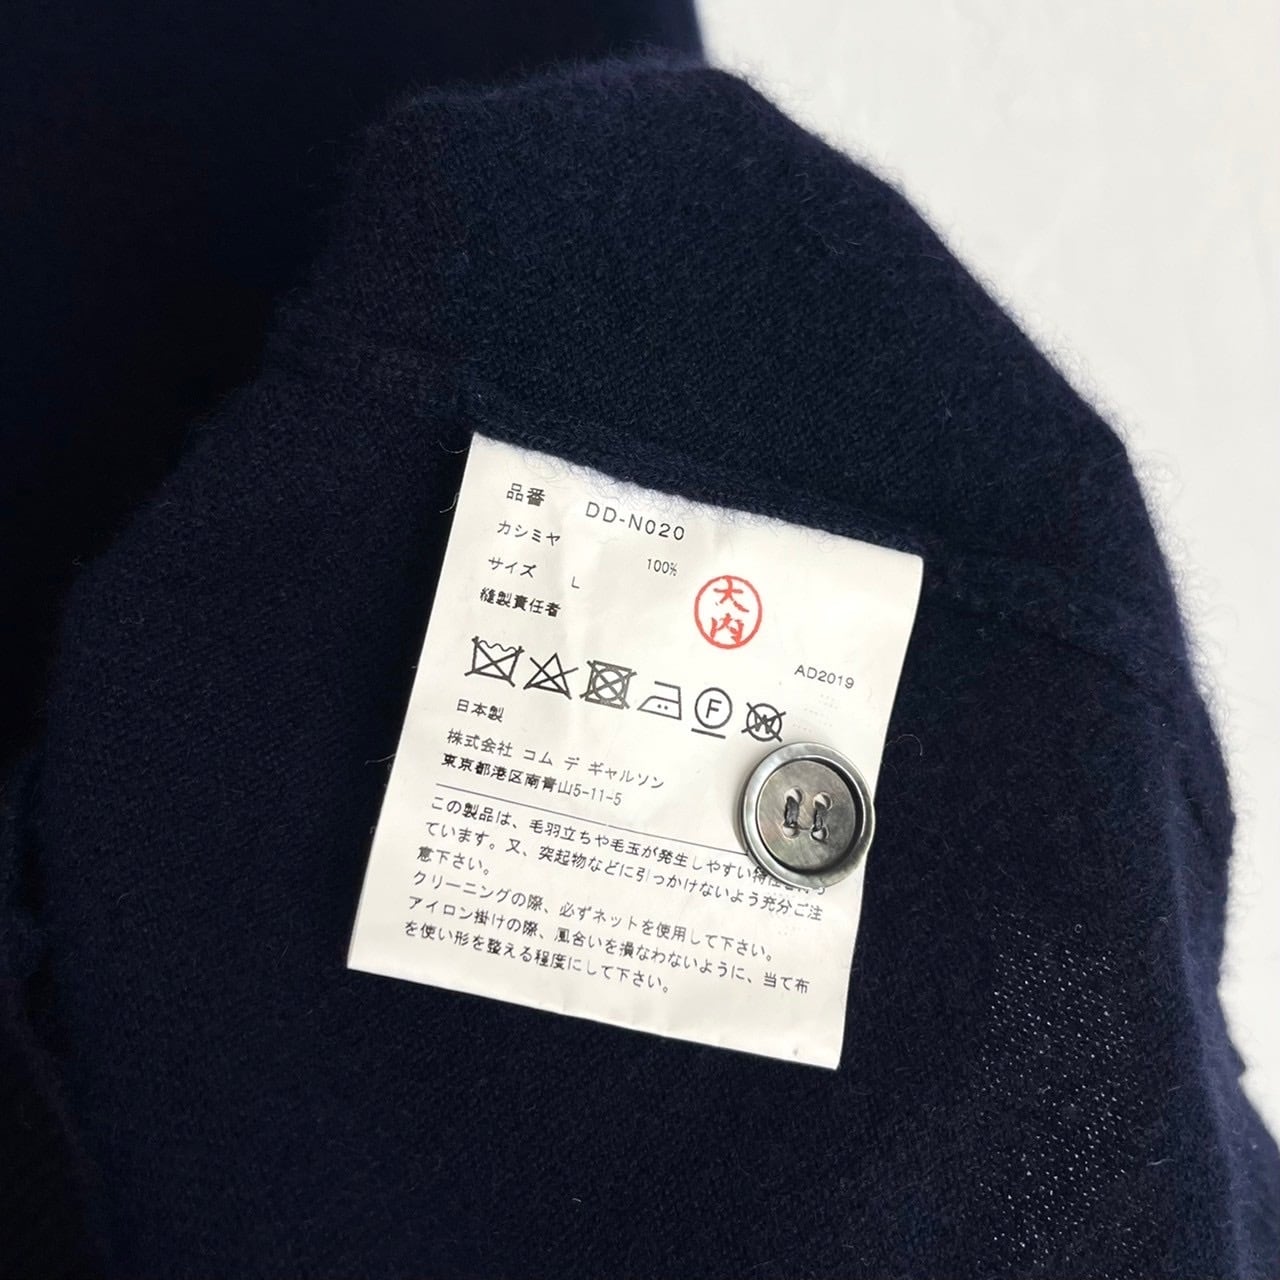 品番 DD-N020
カシミヤ 100%
サイズ L
縫製責任者
大内
AD2019
F
W
日本製
株式会社 コム デ ギャルソン
東京都港区南青山5-11-5
この製品は、毛羽立ちや毛玉が発生しやすい特性を持っ
ています。又、突起物などに引っかけないよう充分ご注
意下さい。
クリーニングの際、必ずネットを使用して下さい。
アイロン掛けの際、風合いを損なわないように、当て布
を使い形を整える程度にして下さい。